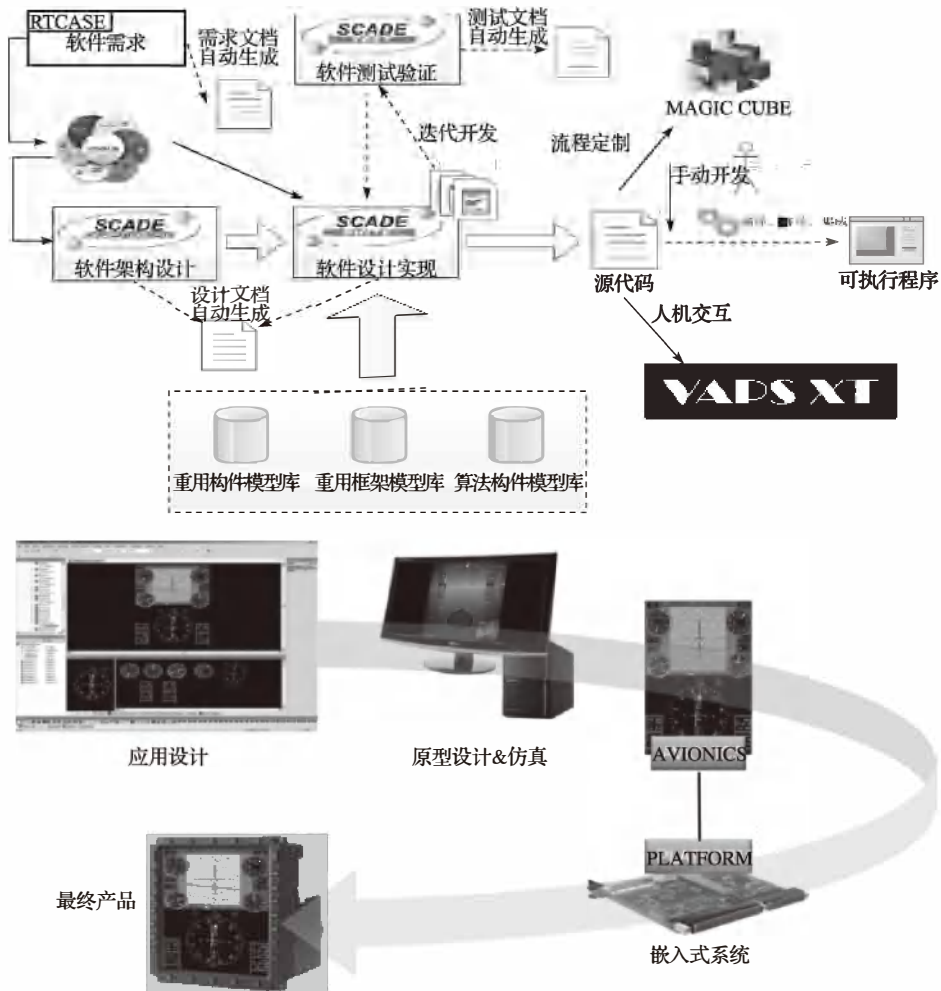 RTCASE
软件需求
需求文档
自动生成
SCADE
软件测试验证
测试文档
自动生成
MAGIC CUBE
迭代开发
流程定制
手动开发
SCADE
软件架构设计
SCADE
软件设计实现
集成
源代码
可执行程序
设计文档
自动生成
人机交互
VAPS XT
重用构件模型库
重用框架模型库
算法构件模型库
应用设计
原型设计&仿真
AVIONICS
PLATFORM
最终产品
嵌入式系统